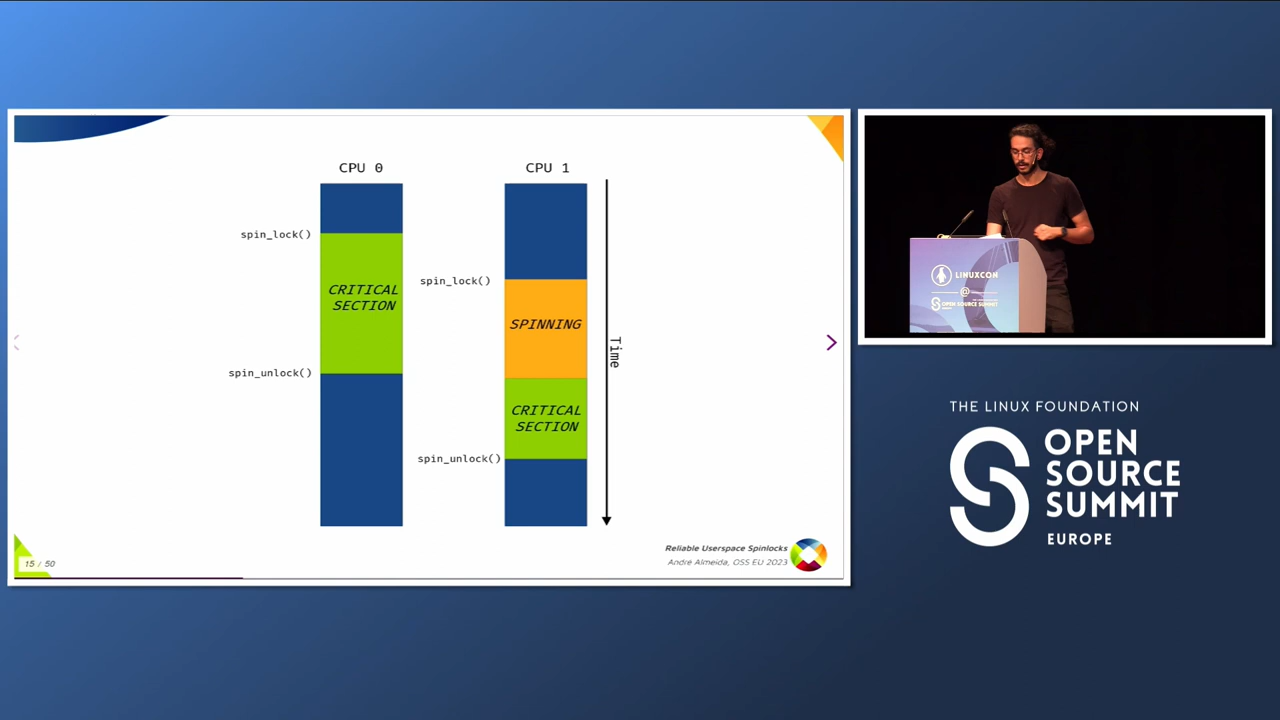 CPU 0
CPU 1
spin_lock()
CRITICAL
SECTION
spin_lock()
SPINNING
Time
spin_unlock()
CRITICAL
SECTION
spin_unlock()
Reliable Userspace Spinlocks
André Almeida, OSS EU 2023
15 / 50
LINUXCON
@
OPEN SOURCE SUMMIT
THE LINUX FOUNDATION
OPEN
SOURCE
SUMMIT
EUROPE